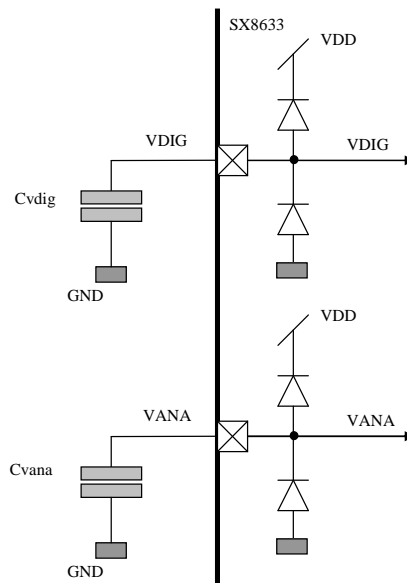 SX8633
VDD
VDIG
VDIG
Cvdig
GND
VDD
VANA
VANA
Cvana
GND